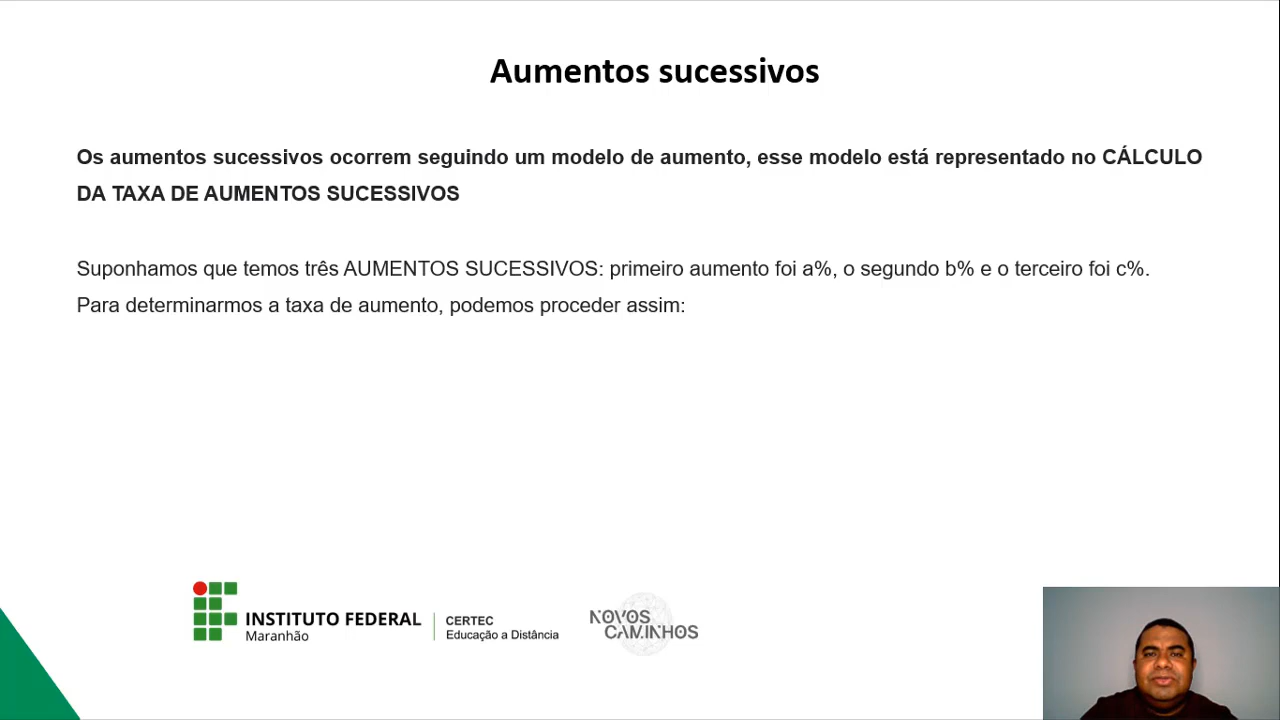 Aumentos sucessivos
Os aumentos sucessivos ocorrem seguindo um modelo de aumento, esse modelo está representado no CÁLCULO
DA TAXA DE AUMENTOS SUCESSIVOS
Suponhamos que temos três AUMENTOS SUCESSIVOS: primeiro aumento foi a%, o segundo b% e o terceiro foi c%.
Para determinarmos a taxa de aumento, podemos proceder assim:
INSTITUTO FEDERAL
Maranhão
CERTEC
Educação a Distância
NOVOS
CAMINHOS